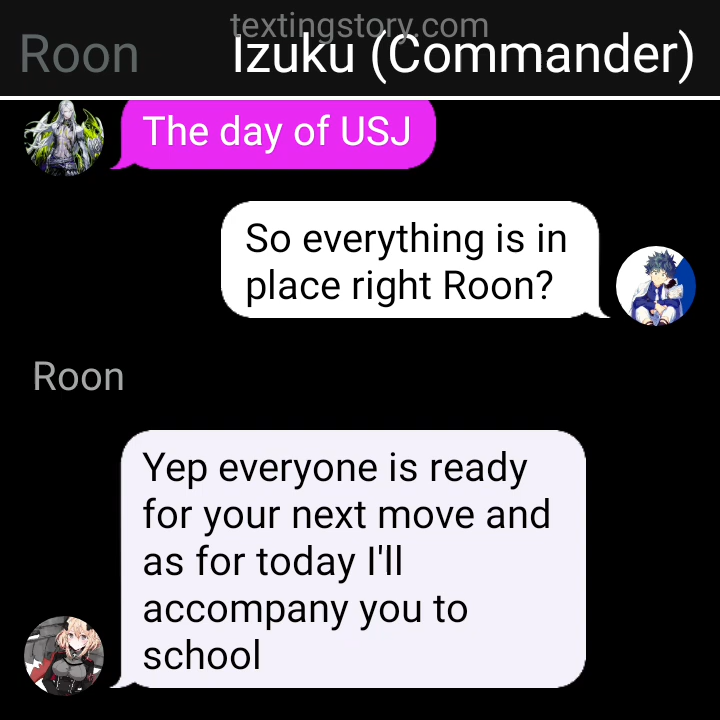 textingstory.com
Roon
Izuku (Commander)
The day of USJ
So everything is in
place right Roon?
Roon
Yep everyone is ready
for your next move and
as for today I'll
accompany you to
school